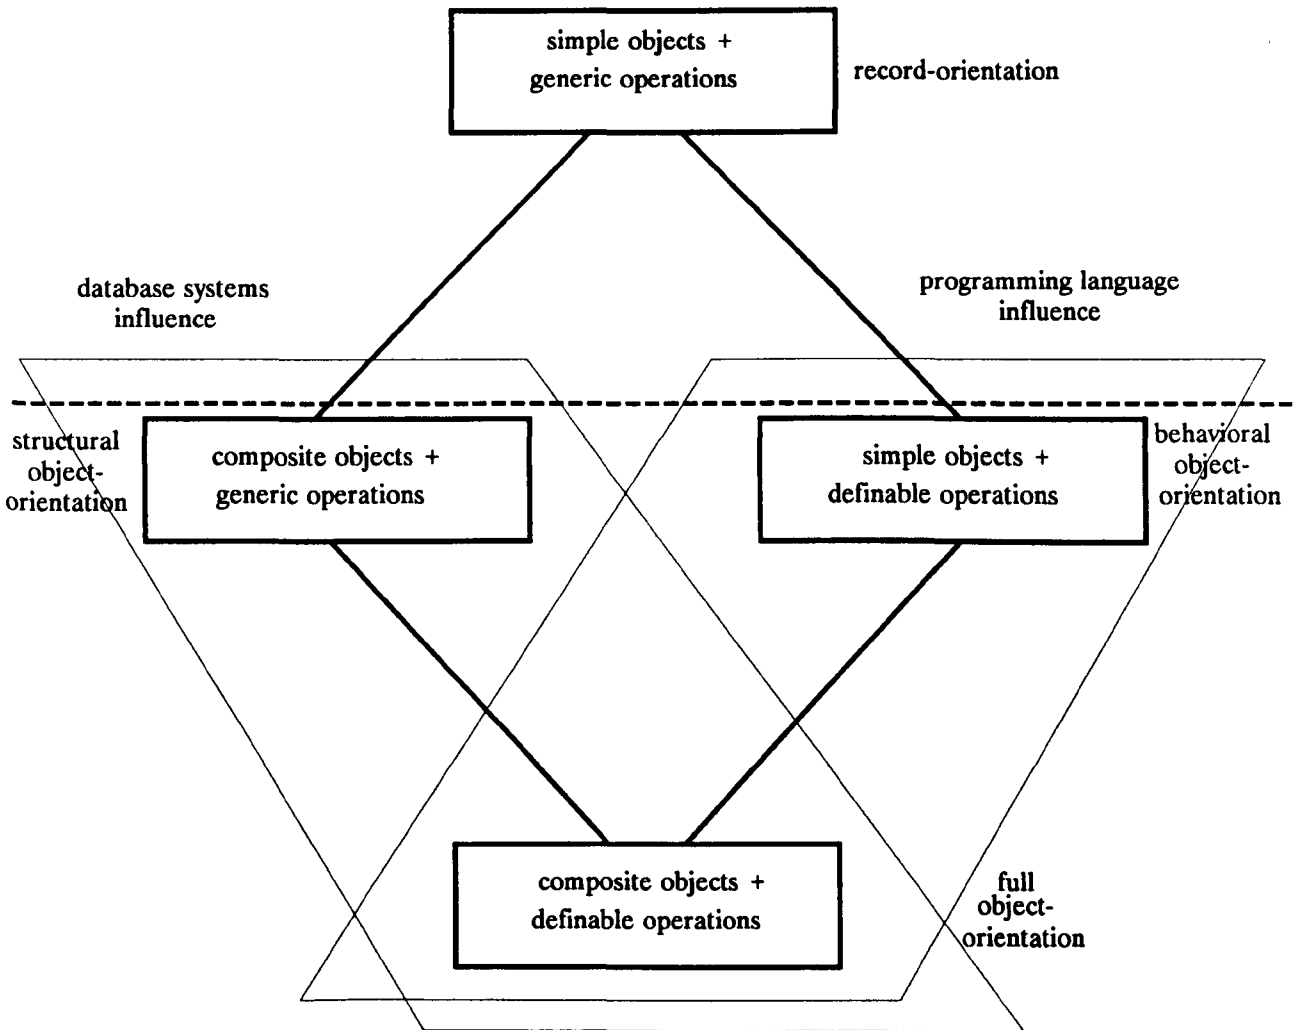 simple objects +
generic operations
record-orientation
database systems
influence
programming language
influence
structural
object-
orientation
composite objects +
generic operations
simple objects +
definable operations
behavioral
object-
orientation
composite objects +
definable operations
full
object-
orientation